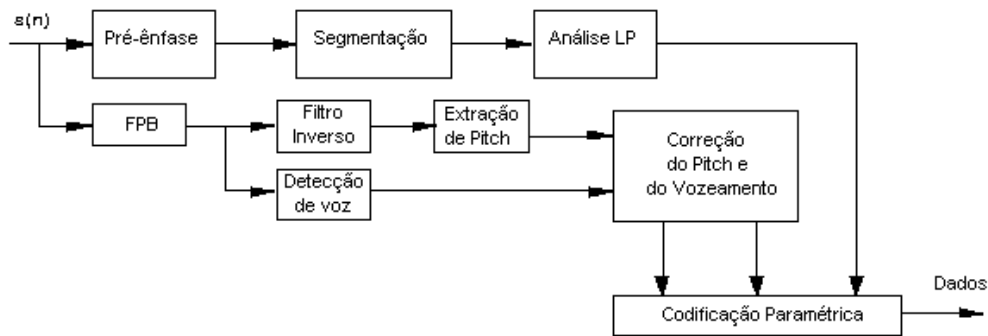 s(n)
Pré-ênfase
Segmentação
Análise LP
FPB
Filtro
Inverso
Extração
de Pitch
Detecção
de voz
Correção
do Pitch e
do Vozeamento
Dados
Codificação Paramétrica